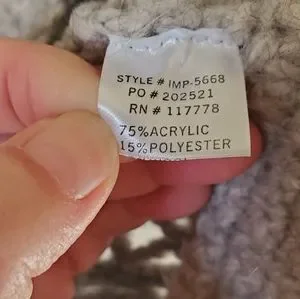 STYLE # IMP-5668
PO # 202521
RN # 117778
75%ACRYLIC
15%POLYESTER